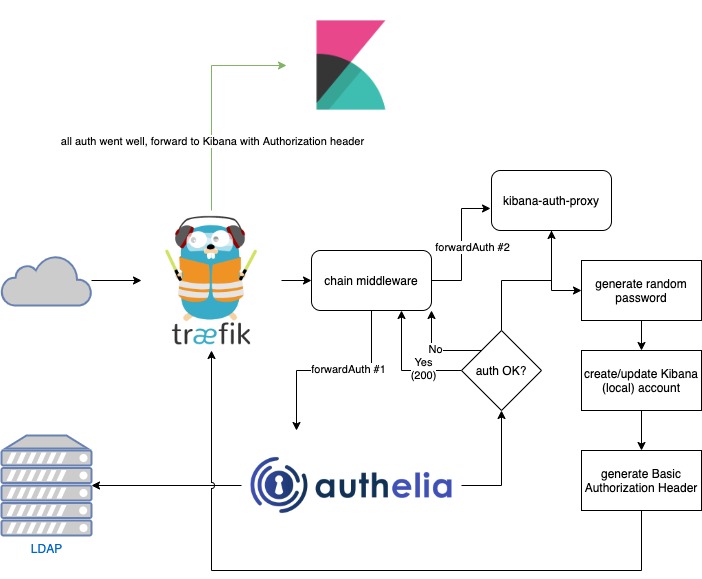 all auth went well, forward to Kibana with Authorization header
kibana-auth-proxy
forwardAuth #2
chain middleware
generate random
password
træfik
No
Yes
(200)
auth OK?
forwardAuth #1
create/update Kibana
(local) account
authelia
generate Basic
Authorization Header
LDAP